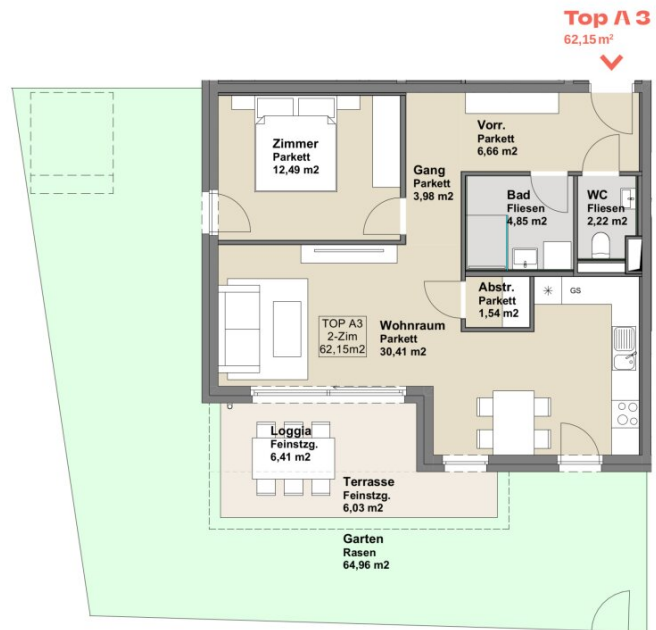 Top A 3
62,15 m²
Zimmer
Parkett
12,49 m2
Vorr.
Parkett
6,66 m2
Gang
Parkett
3,98 m2
Bad
Fliesen
4,85 m2
WC
Fliesen
2,22 m2
Abstr.
Parkett
1,54 m2
GS
TOP A3
2-Zim
62,15m2
Wohnraum
Parkett
30,41 m2
Loggia
Feinstzg.
6,41 m2
Terrasse
Feinstzg.
6,03 m2
Garten
Rasen
64,96 m2